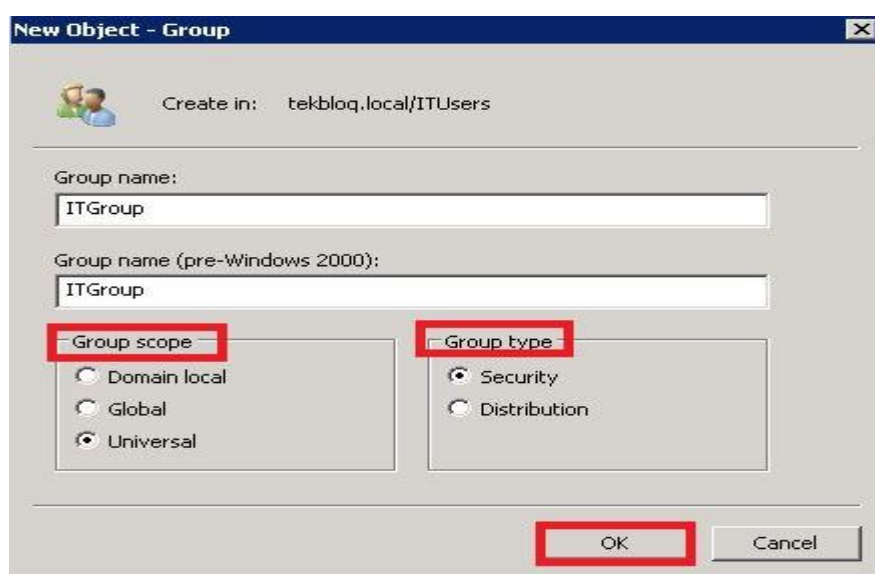 New Object - Group
Create in: tekbloq.local/ITUsers
Group name:
ITGroup
Group name (pre-Windows 2000):
ITGroup
Group scope
Domain local
Global
Universal
Group type
Security
Distribution
OK
Cancel